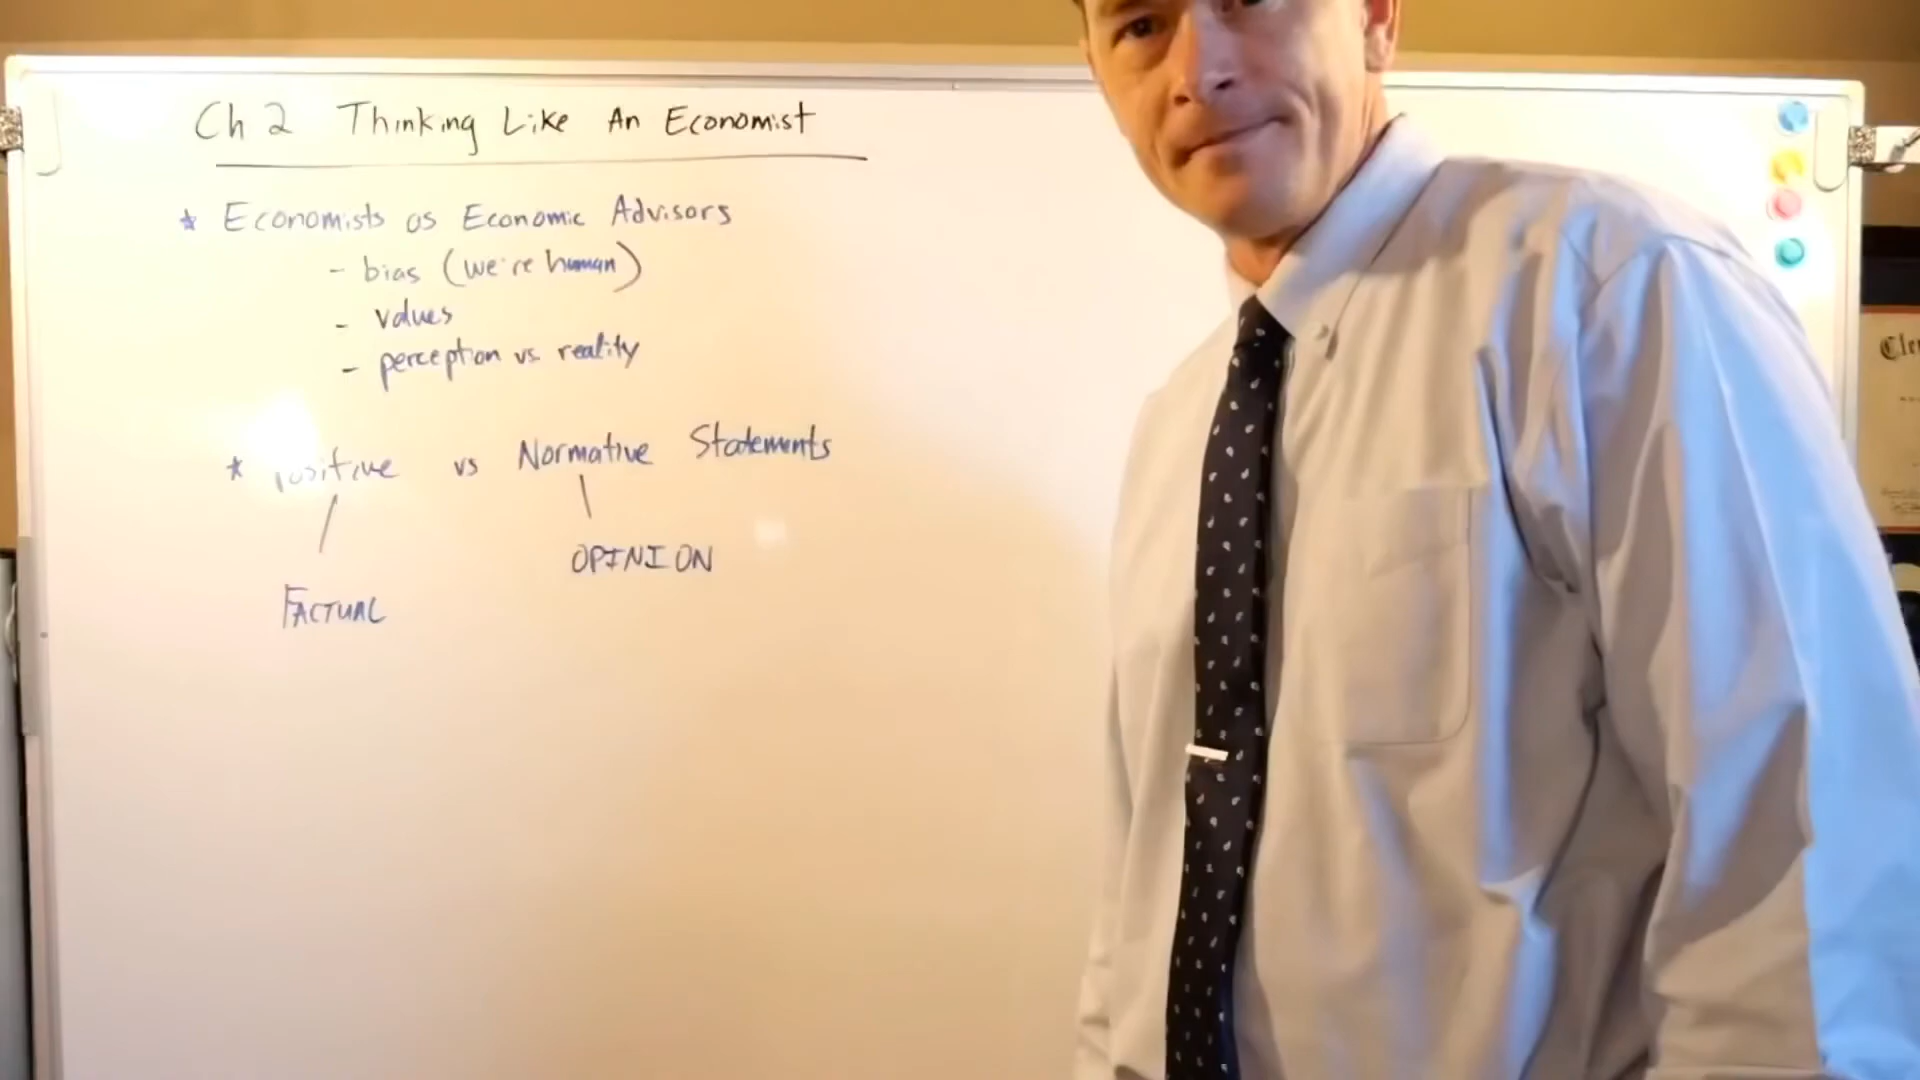 Ch 2 Thinking Like An Economist
* Economists as Economic Advisors
- bias (we're human)
- values
- perception vs. reality
* Positive vs Normative Statements
OPINION
FACTUAL